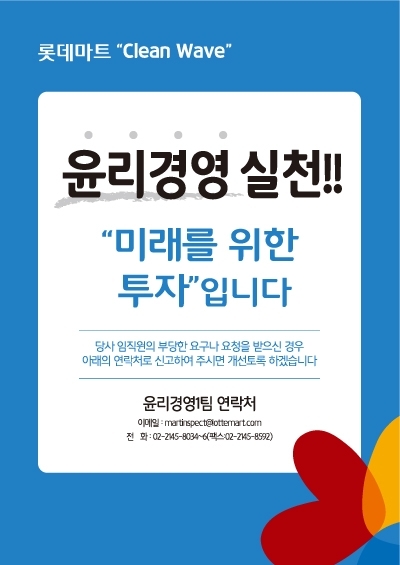 롯데마트 “Clean Wave”
윤리경영 실천!!
“미래를 위한
투자”입니다
당사 임직원의 부당한 요구나 요청을 받으신 경우
아래의 연락처로 신고하여 주시면 개선토록 하겠습니다
윤리경영1팀 연락처
이메일 : martinspect@lottemart.com
전 화 : 02-2145-8034~6(팩스:02-2145-8592)